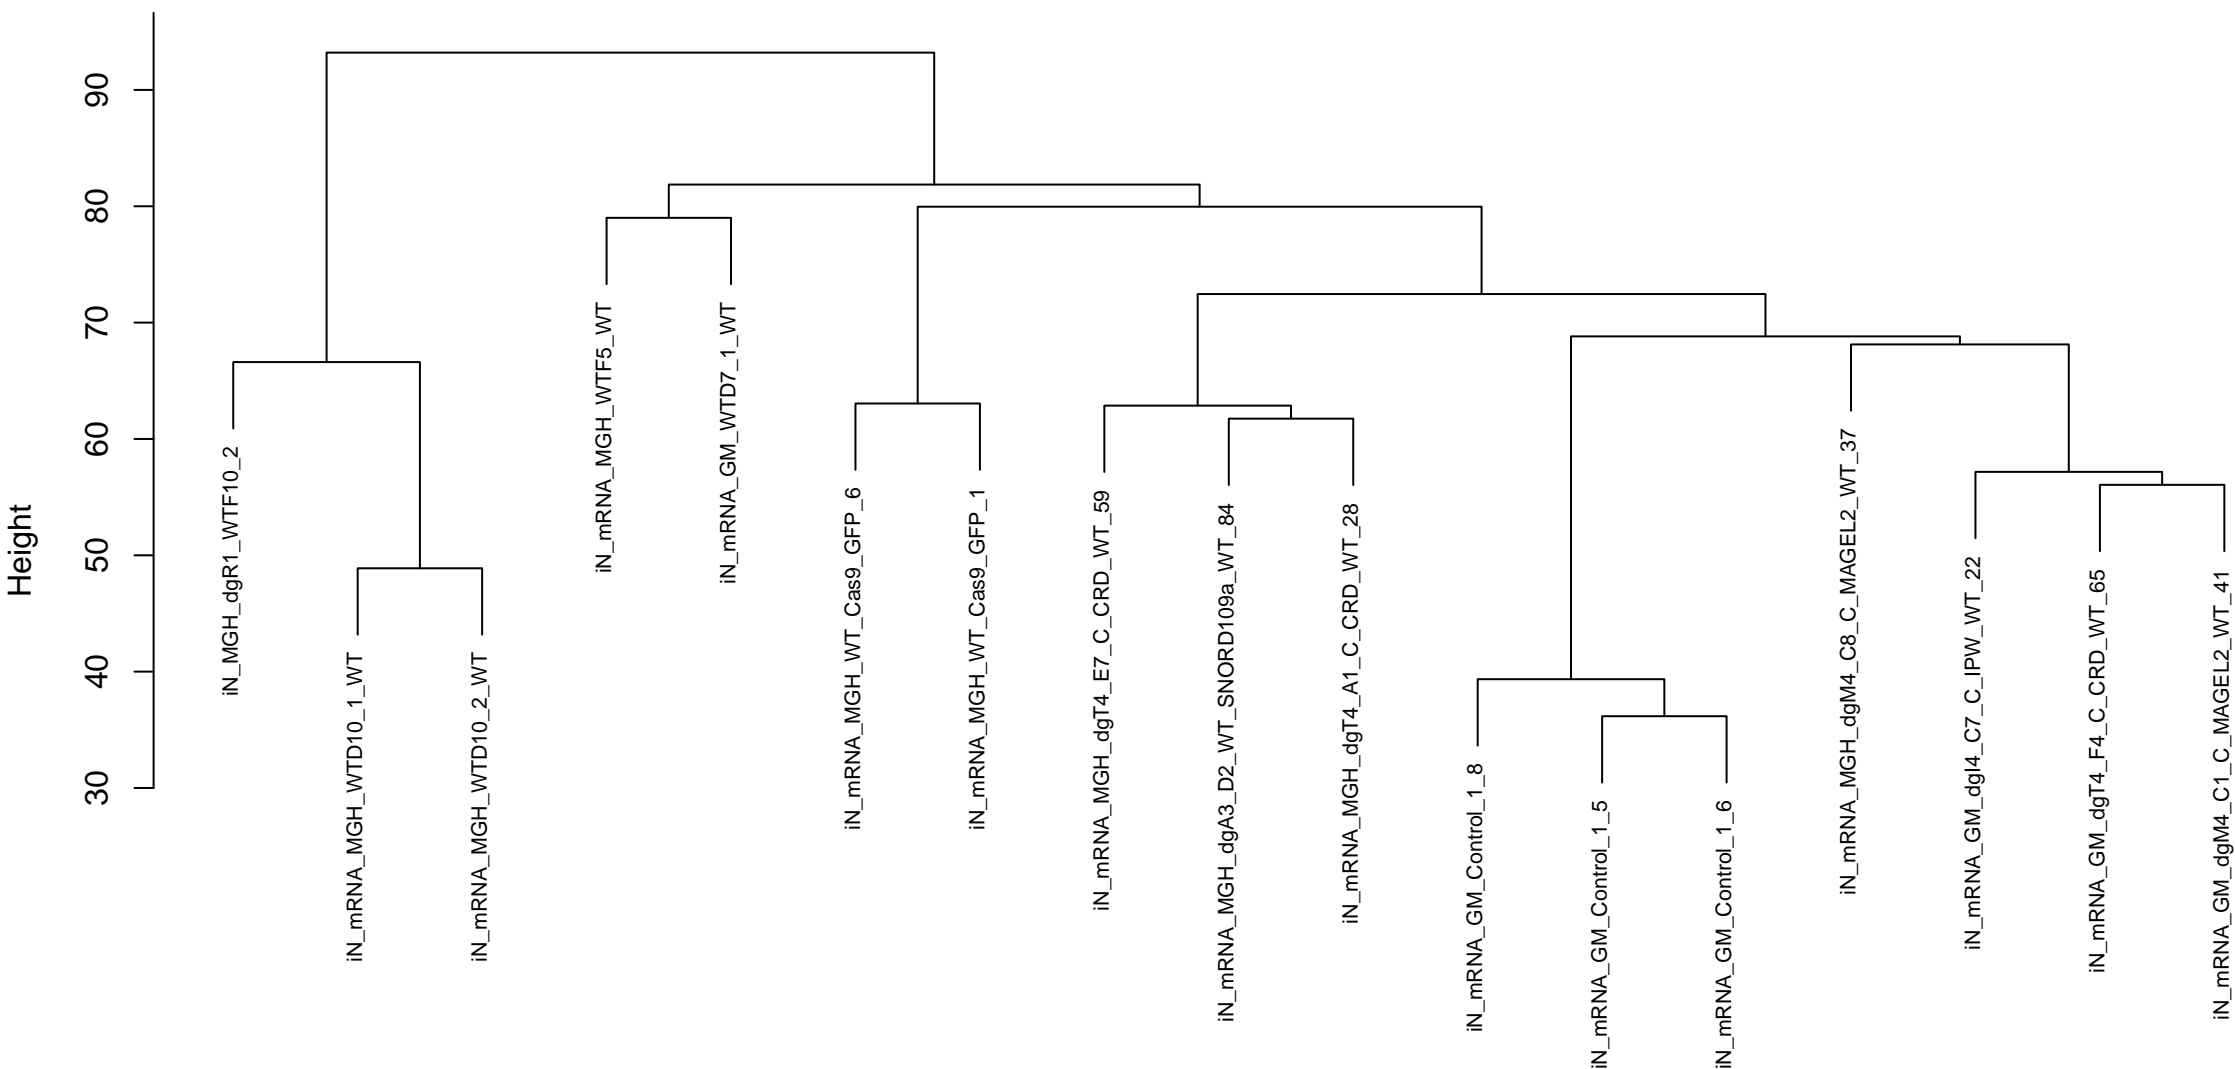 Height
90
80
70
60
50
40
30
iN_MGH_dgR1_WTF10_2
iN_mRNA_MGH_WTD10_1_WT
iN_mRNA_MGH_WTD10_2_WT
iN_mRNA_MGH_WTF5_WT
iN_mRNA_GM_WTD7_1_WT
iN_mRNA_MGH_WT_Cas9_GFP_6
iN_mRNA_MGH_WT_Cas9_GFP_1
iN_mRNA_MGH_dgT4_E7_C_CRD_WT_59
iN_mRNA_MGH_dgA3_D2_WT_SNORD109a_WT_84
iN_mRNA_MGH_dgT4_A1_C_CRD_WT_28
iN_mRNA_GM_Control_1_8
iN_mRNA_GM_Control_1_5
iN_mRNA_GM_Control_1_6
iN_mRNA_MGH_dgM4_C8_C_MAGEL2_WT_37
iN_mRNA_GM_dgI4_C7_C_IPW_WT_22
iN_mRNA_GM_dgT4_F4_C_CRD_WT_65
iN_mRNA_GM_dgM4_C1_C_MAGEL2_WT_41